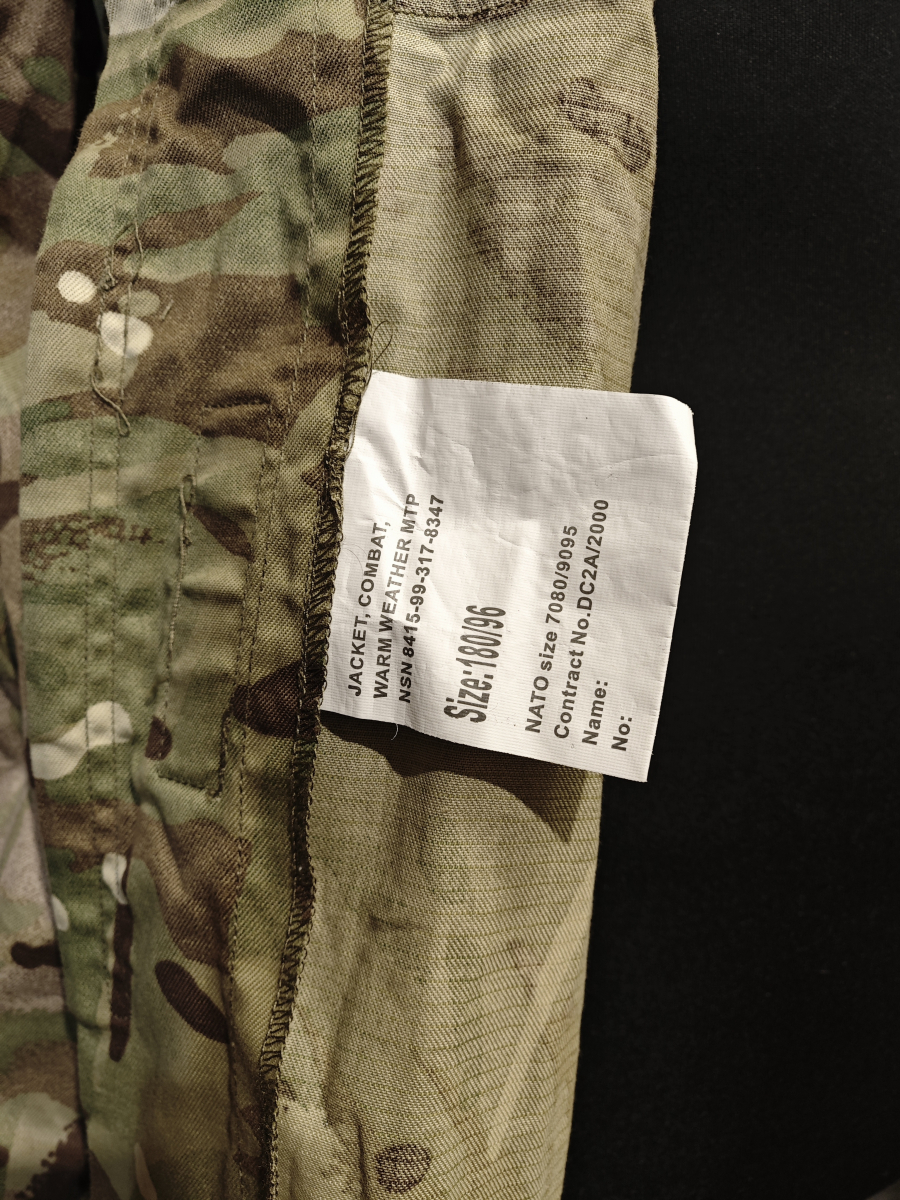 JACKET, COMBAT,
WARM WEATHER MTP
NSN 8415-99-317-8347
Size:180/96
NATO size 7080/9095
Contract No.DC2A/2000
Name:
No: